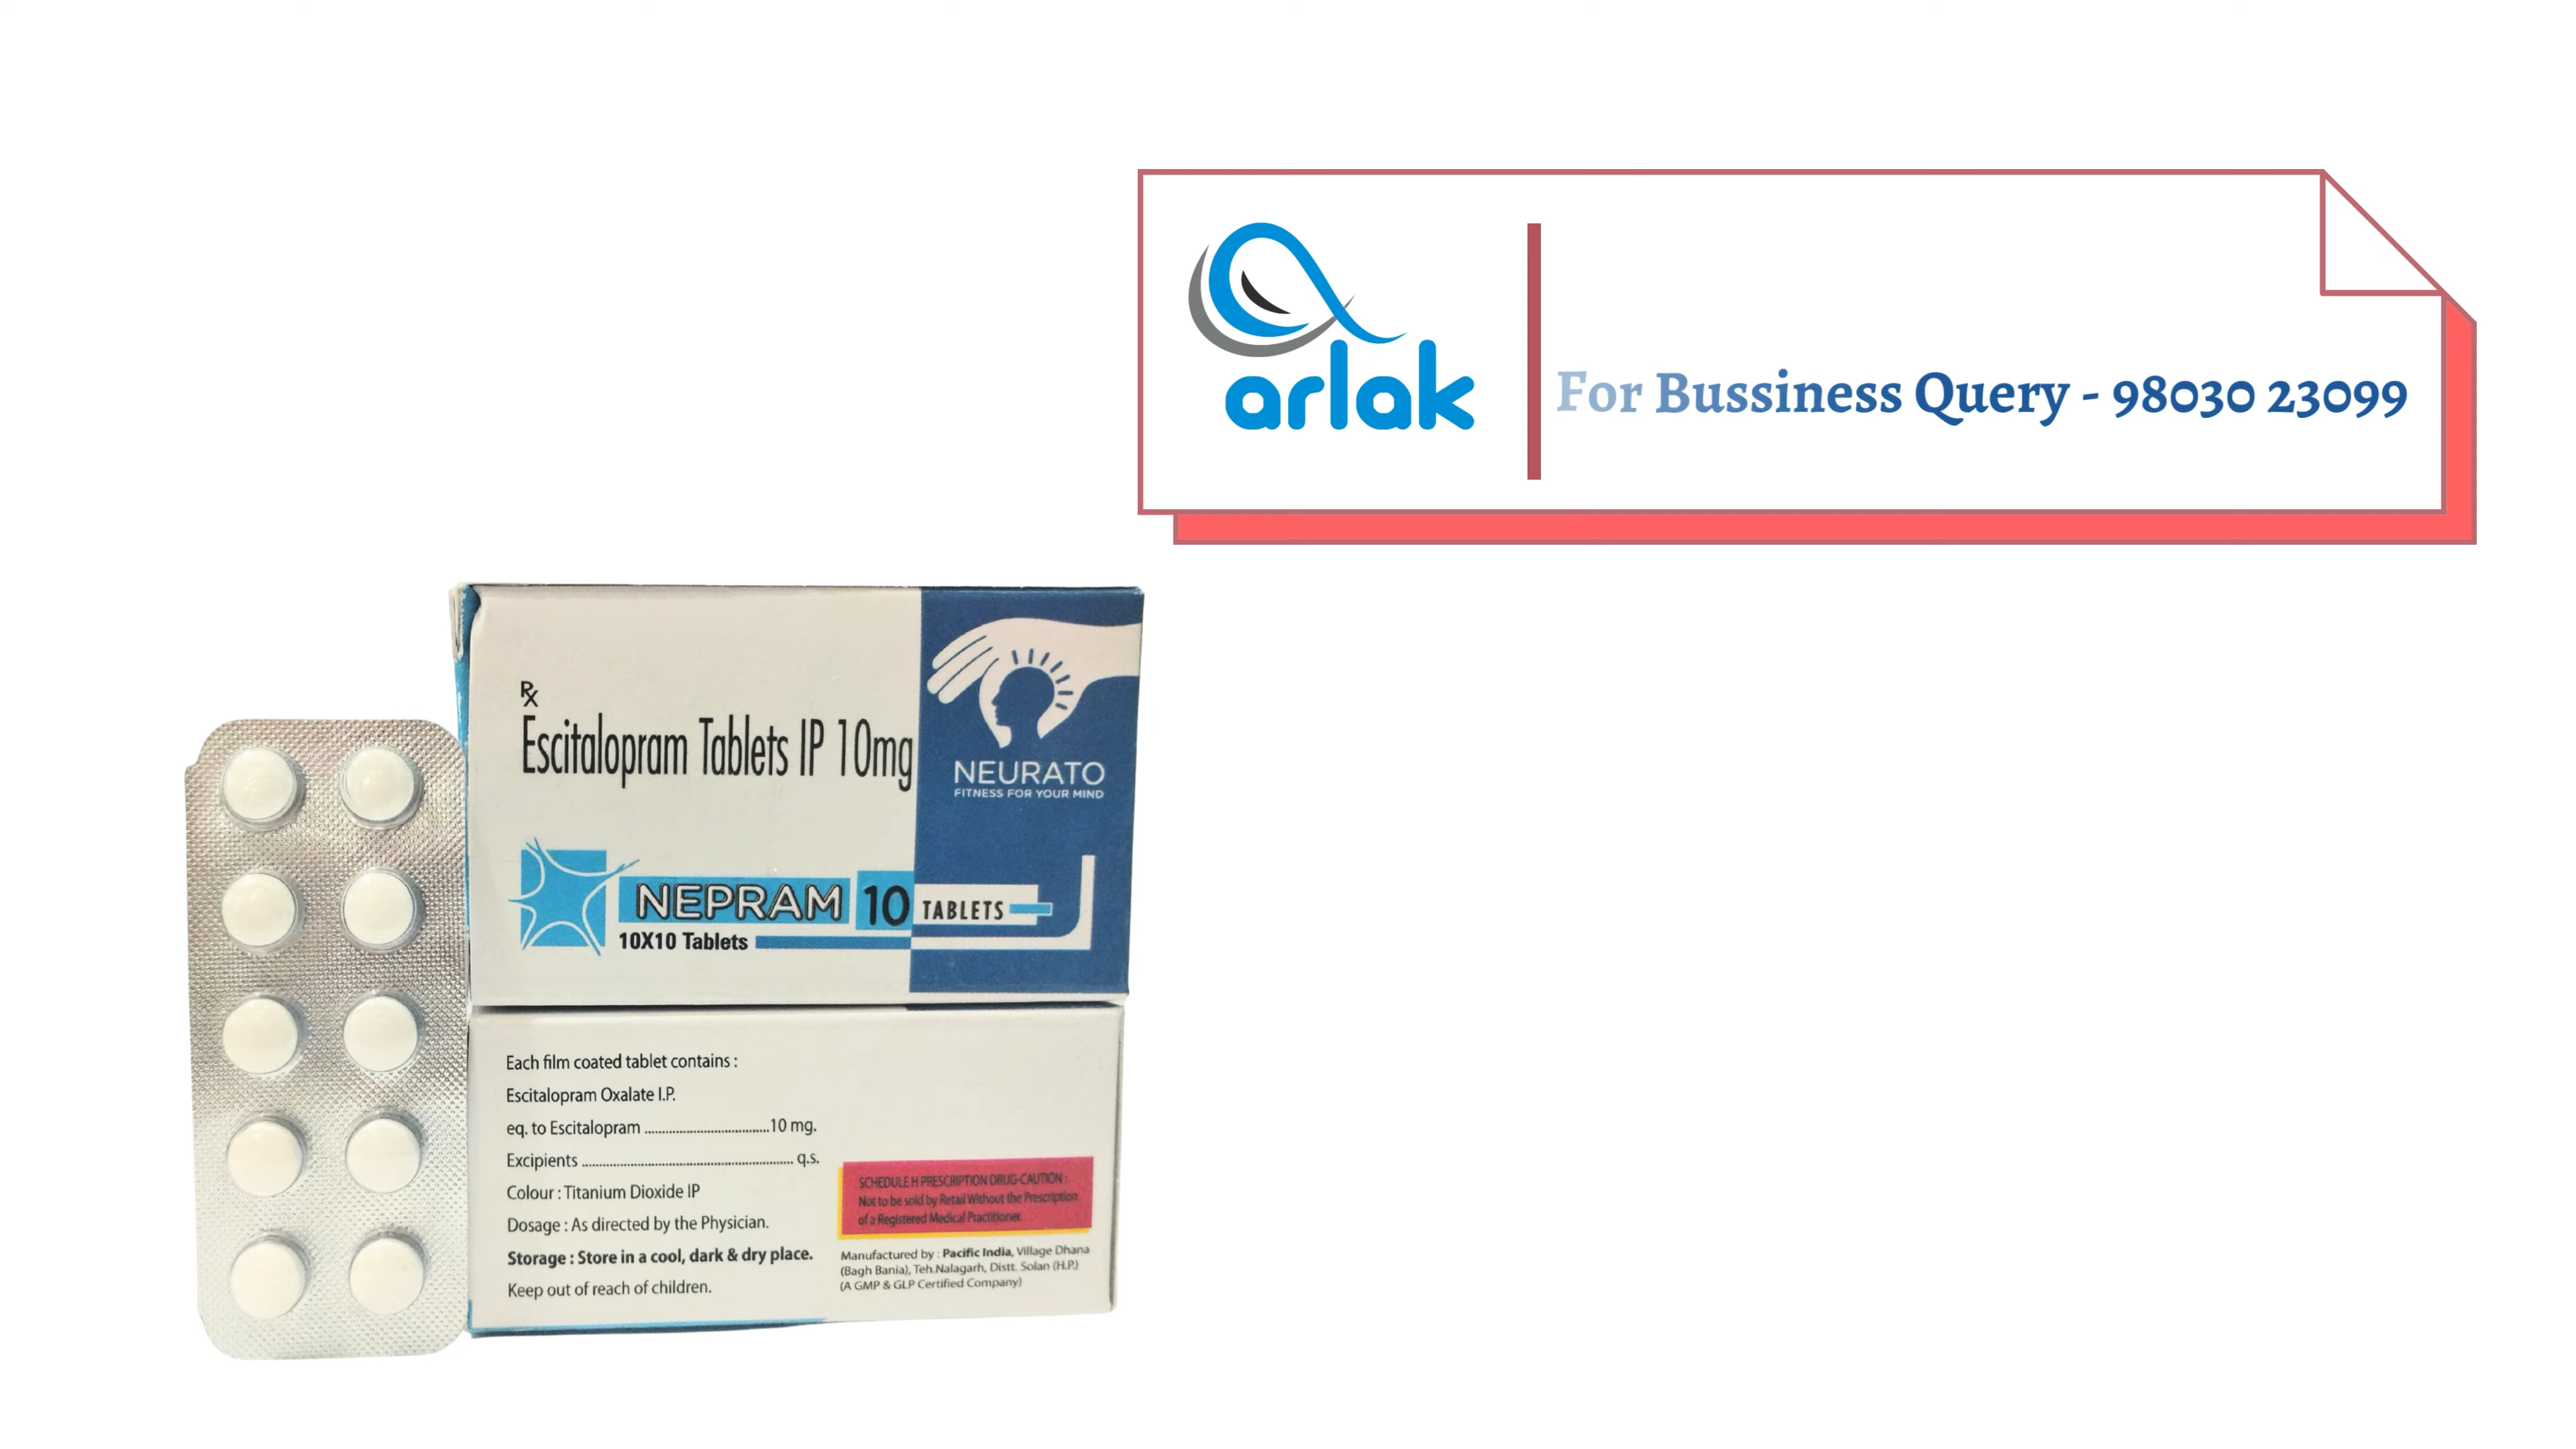 arlak
For Bussiness Query - 98030 23099
Rx
Escitalopram Tablets IP 10mg
NEURATO
FITNESS FOR YOUR MIND
NEPRAM 10 TABLETS
10X10 Tablets
Each film coated tablet contains :
Escitalopram Oxalate I.P.
eq. to Escitalopram ....................................10 mg.
Excipients ............................................................ q.s.
Colour : Titanium Dioxide IP
Dosage : As directed by the Physician.
Storage : Store in a cool, dark & dry place.
Keep out of reach of children.
SCHEDULE H PRESCRIPTION DRUG-CAUTION :
Not to be sold by Retail Without the Prescription
of a Registered Medical Practitioner.
Manufactured by : Pacific India, Village Dhana
(Bagh Bania), Teh.Nalagarh, Distt. Solan (H.P.)
(A GMP & GLP Certified Company)